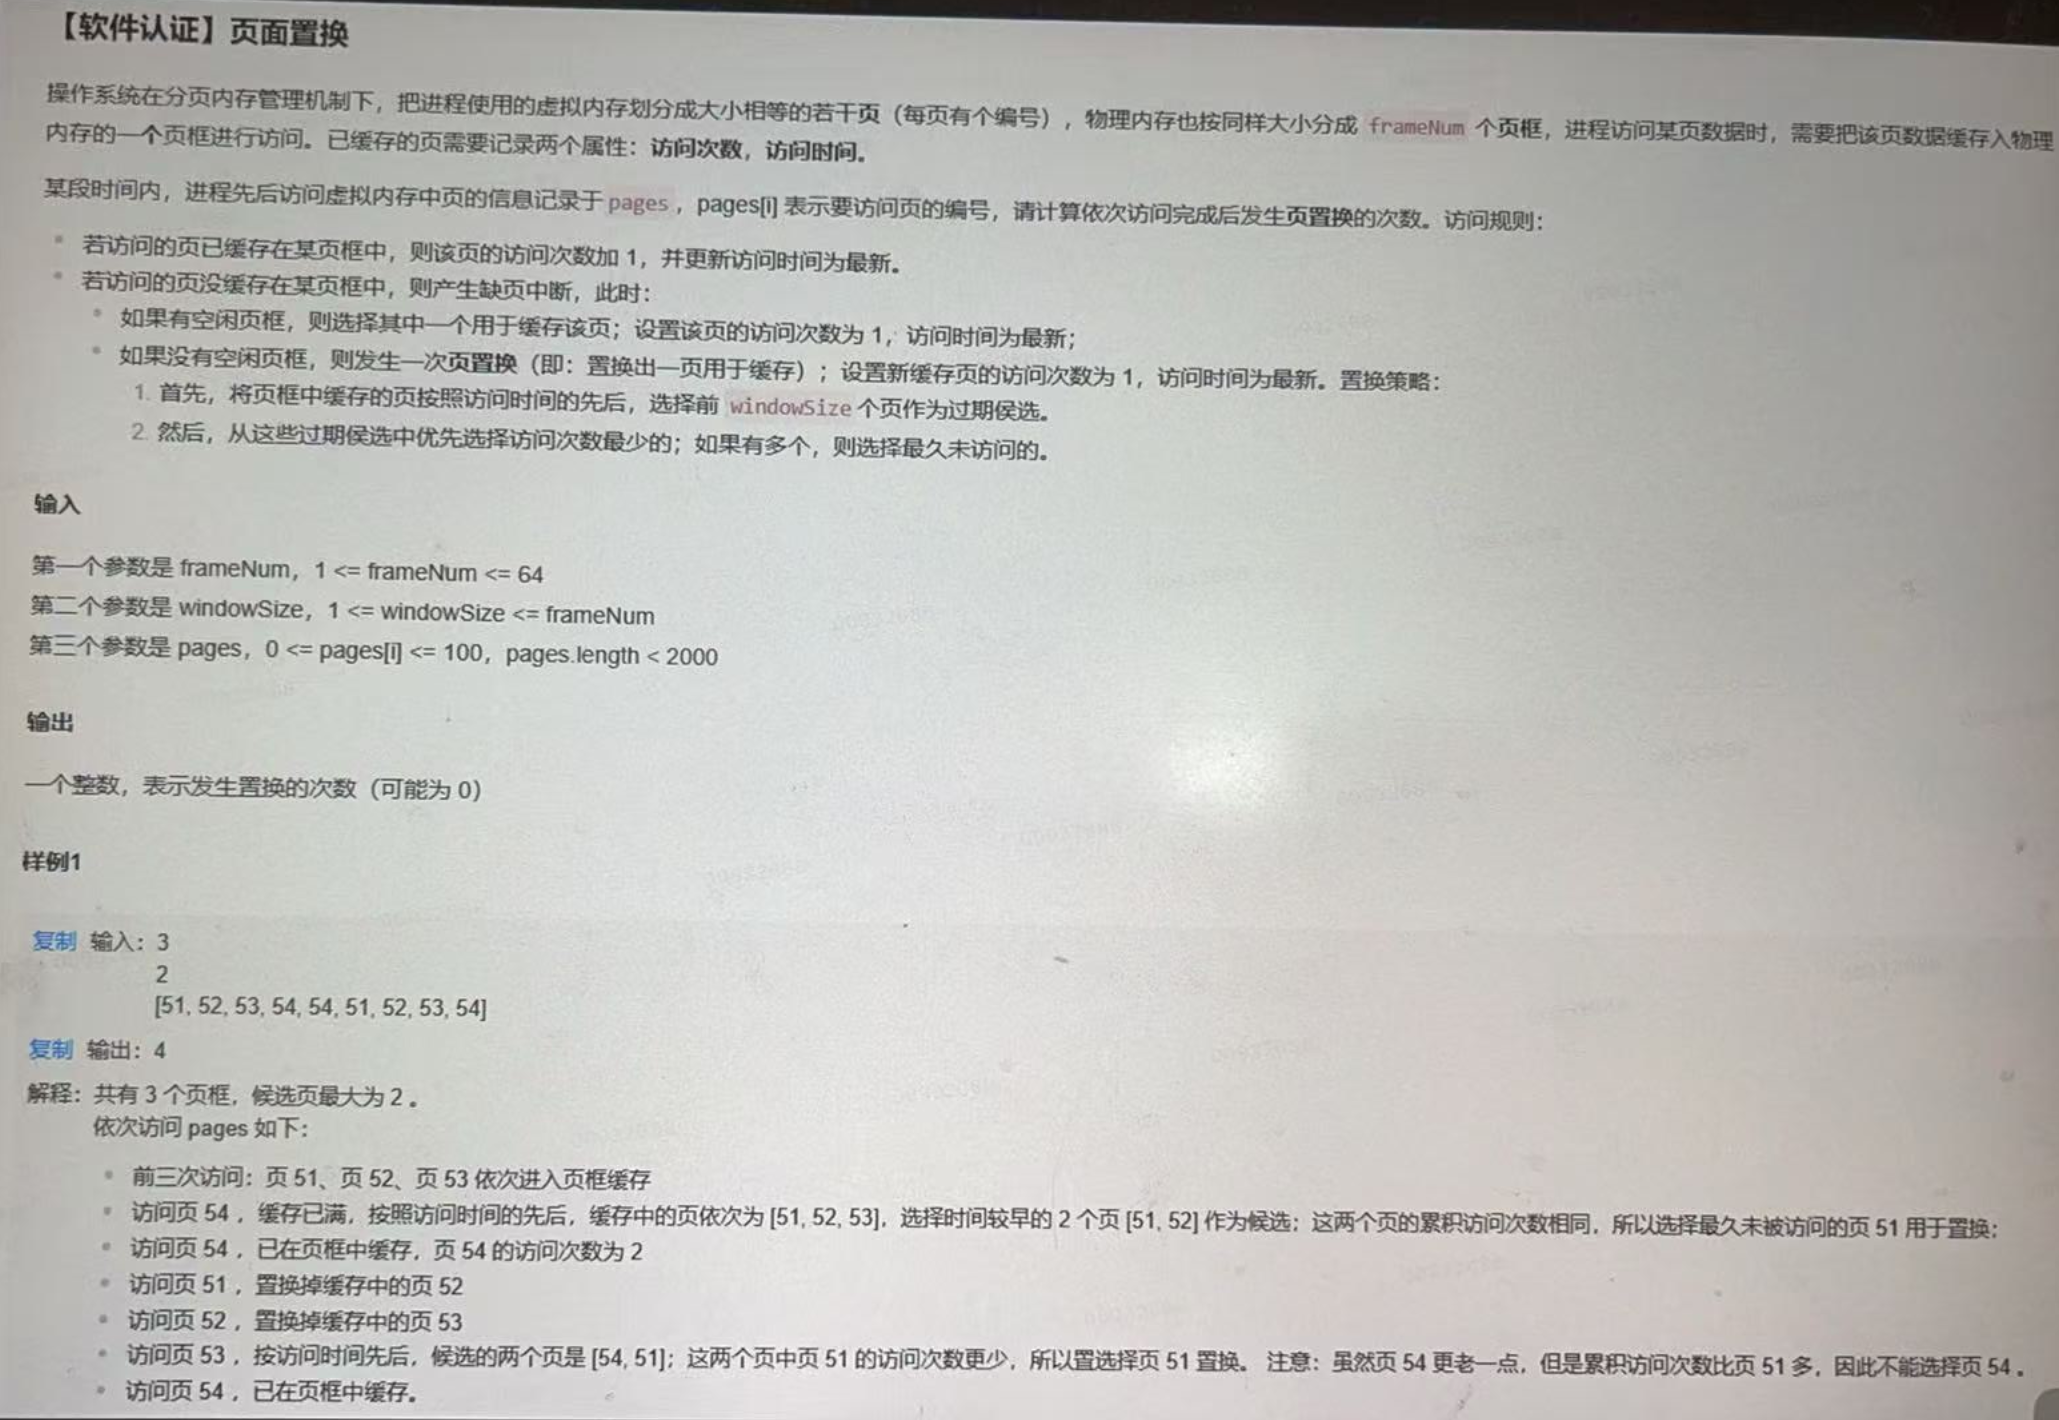 【软件认证】页面置换
操作系统在分页内存管理机制下，把进程使用的虚拟内存划分成大小相等的若干页（每页有个编号），物理内存也按同样大小分成 frameNum 个页框，进程访问某页数据时，需要把该页数据缓存入物理
内存的一个页框进行访问。已缓存的页需要记录两个属性：访问次数，访问时间。
某段时间内，进程先后访问虚拟内存中页的信息记录于 pages ，pages[i] 表示要访问页的编号，请计算依次访问完成后发生页置换的次数。访问规则：
若访问的页已缓存在某页框中，则该页的访问次数加 1，并更新访问时间为最新。
若访问的页没缓存在某页框中，则产生缺页中断，此时：
如果有空闲页框，则选择其中一个用于缓存该页；设置该页的访问次数为 1，访问时间为最新；
如果没有空闲页框，则发生一次页置换（即：置换出一页用于缓存）；设置新缓存页的访问次数为 1，访问时间为最新。置换策略：
1. 首先，将页框中缓存的页按照访问时间的先后，选择前 windowSize 个页作为过期侯选。
2. 然后，从这些过期侯选中优先选择访问次数最少的；如果有多个，则选择最久未访问的。
输入
第一个参数是 frameNum，1 <= frameNum <= 64
第二个参数是 windowSize，1 <= windowSize <= frameNum
第三个参数是 pages，0 <= pages[i] <= 100，pages.length < 2000
输出
一个整数，表示发生置换的次数（可能为 0）
样例1
复制 输入：3
2
[51, 52, 53, 54, 54, 51, 52, 53, 54]
复制 输出：4
解释：共有 3 个页框，候选页最大为 2 。
依次访问 pages 如下：
前三次访问：页 51、页 52、页 53 依次进入页框缓存
访问页 54 ，缓存已满，按照访问时间的先后，缓存中的页依次为 [51, 52, 53]，选择时间较早的 2 个页 [51, 52] 作为候选；这两个页的累积访问次数相同，所以选择最久未被访问的页 51 用于置换；
访问页 54 ，已在页框中缓存，页 54 的访问次数为 2
访问页 51 ，置换掉缓存中的页 52
访问页 52 ，置换掉缓存中的页 53
访问页 53 ，按访问时间先后，候选的两个页是 [54, 51]；这两个页中页 51 的访问次数更少，所以置选择页 51 置换。 注意：虽然页 54 更老一点，但是累积访问次数比页 51 多，因此不能选择页 54 。
访问页 54 ，已在页框中缓存。